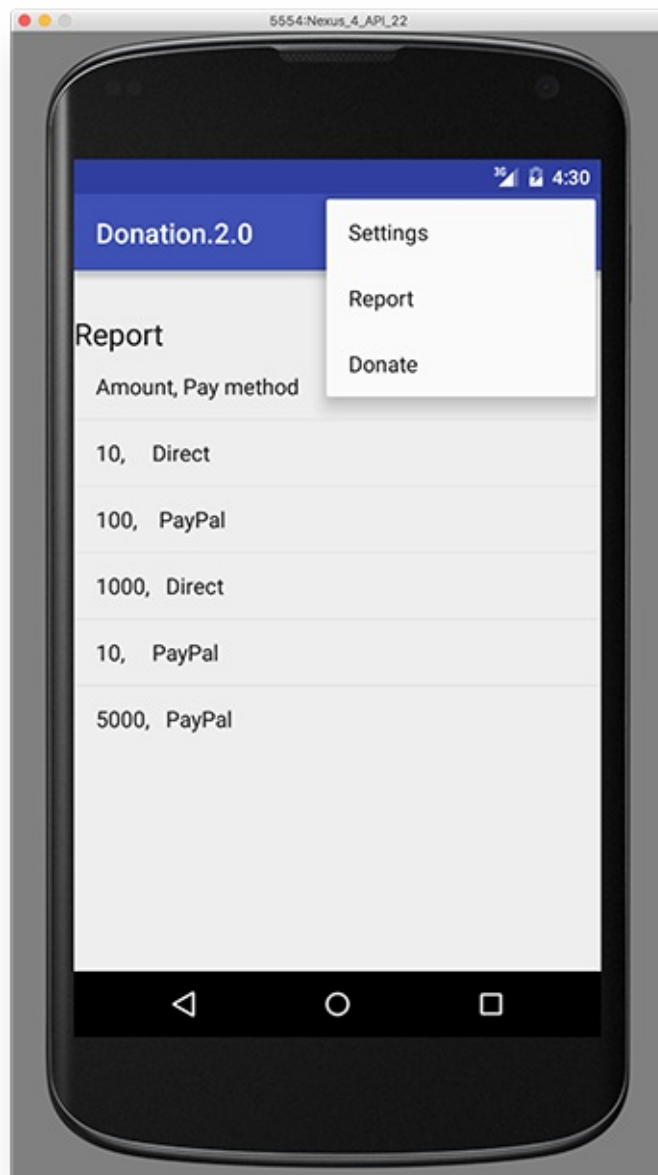 5554:Nexus_4_API_22
3G 4:30
Donation.2.0
Settings
Report
Donate
Report
Amount, Pay method
10, Direct
100, PayPal
1000, Direct
10, PayPal
5000, PayPal